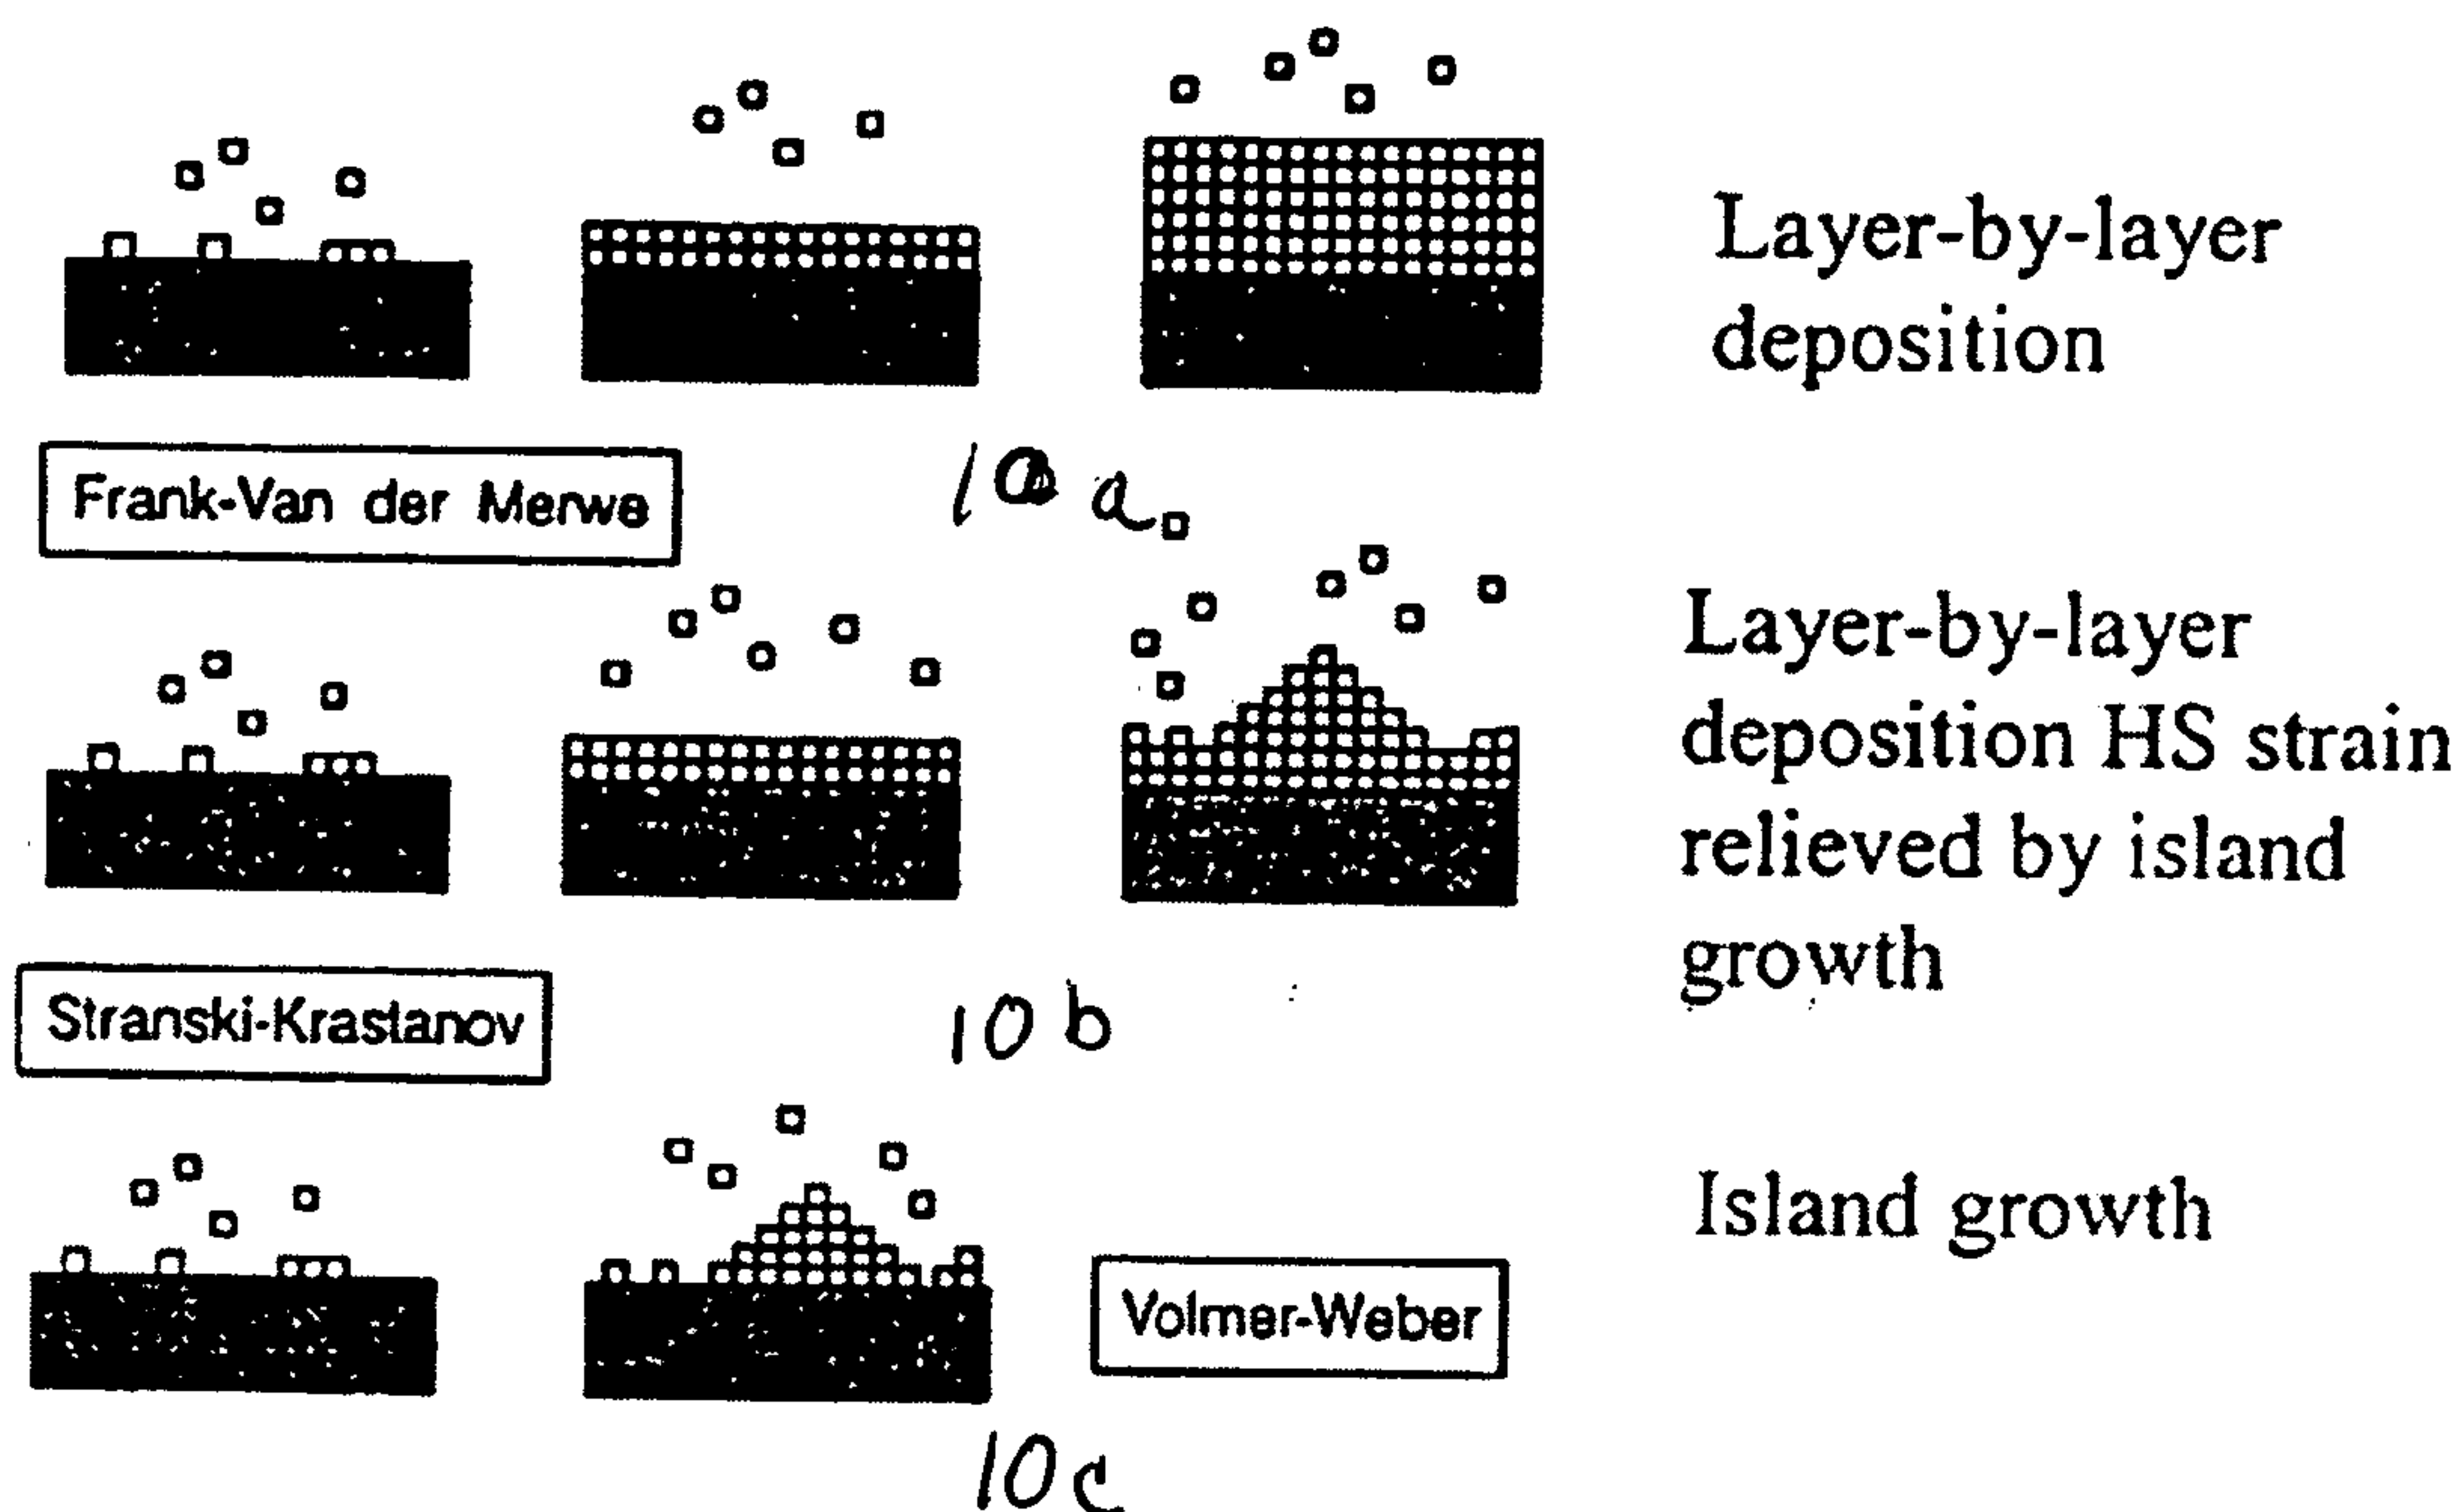 Layer-by-layer
deposition
Frank-Van der Merwe
10 a.
Layer-by-layer
deposition HS strain
relieved by island
growth
Stranski-Krastanov
10 b
Island growth
Volmer-Weber
10c